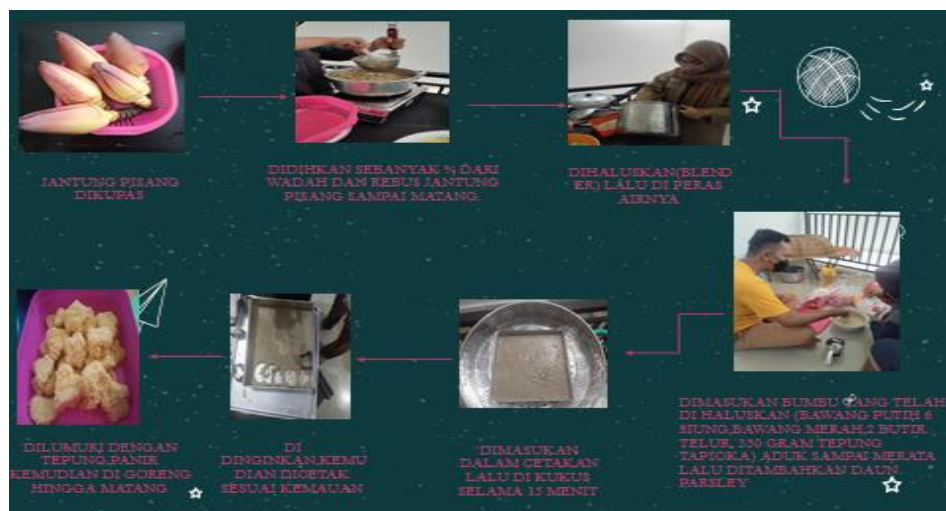 JANTUNG PISANG
DIKUPAS
DIDIHKAN SEBANYAK ¾ DARI
WADAH DAN REBUS JANTUNG
PISANG SAMPAI MATANG.
DIHALUSKAN(BLEND
ER) LALU DI PERAS
AIRNYA
DIMASUKAN BUMBU YANG TELAH
DI HALUSKAN (BAWANG PUTIH 6
SIUNG,BAWANG MERAH,2 BUTIR
TELUR, 350 GRAM TEPUNG
TAPIOKA) ADUK SAMPAI MERATA
LALU DITAMBAHKAN DAUN
PARSLEY
DIMASUKAN
DALAM CETAKAN
LALU DI KUKUS
SELAMA 15 MENIT
DI
DINGINKAN,KEMU
DIAN DICETAK
SESUAI KEMAUAN
DILUMURI DENGAN
TEPUNG,PANIR
KEMUDIAN DI GORENG
HINGGA MATANG